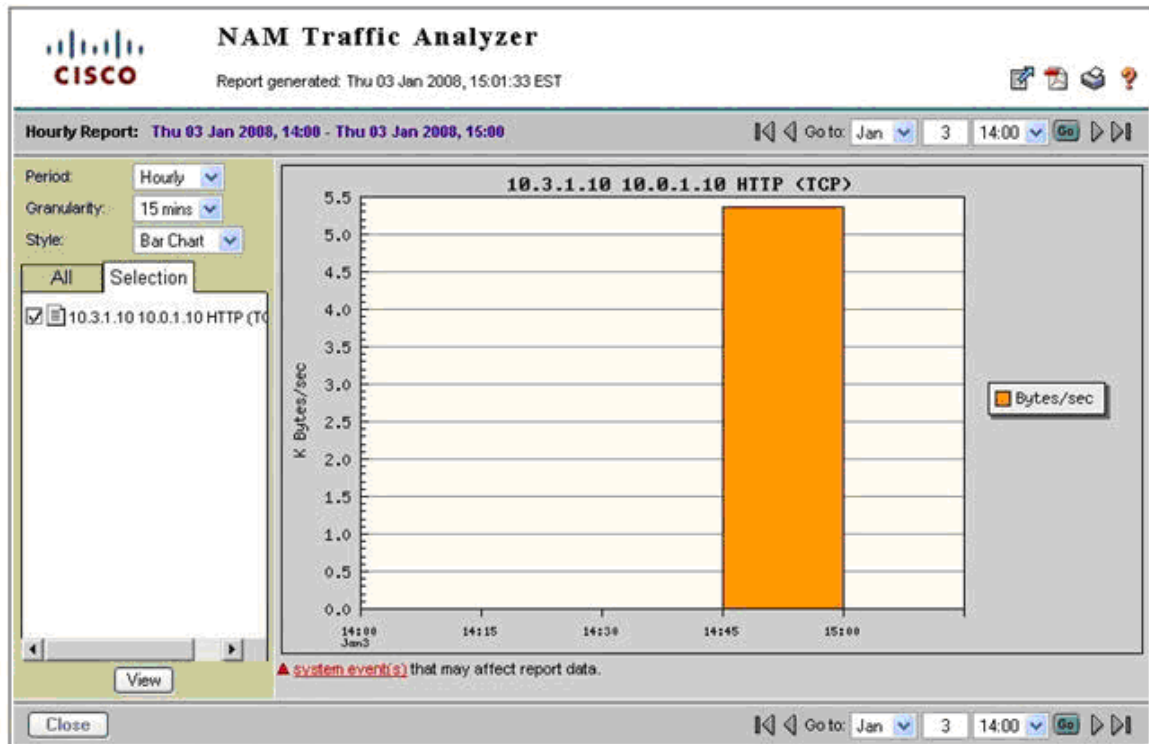 CISCO
NAM Traffic Analyzer
Report generated: Thu 03 Jan 2008, 15:01:33 EST
Hourly Report: Thu 03 Jan 2008, 14:00 - Thu 03 Jan 2008, 15:00
Go to: Jan 3 14:00 Go
Period: Hourly
Granularity: 15 mins
Style: Bar Chart
All Selection
10.3.1.10 10.0.1.10 HTTP (TC
View
10.3.1.10 10.0.1.10 HTTP (TCP)
K Bytes/sec
5.5
5.0
4.5
4.0
3.5
3.0
2.5
2.0
1.5
1.0
0.5
0.0
14:00 14:15 14:30 14:45 15:00
Jan3
Bytes/sec
system event(s) that may affect report data.
Close
Go to: Jan 3 14:00 Go